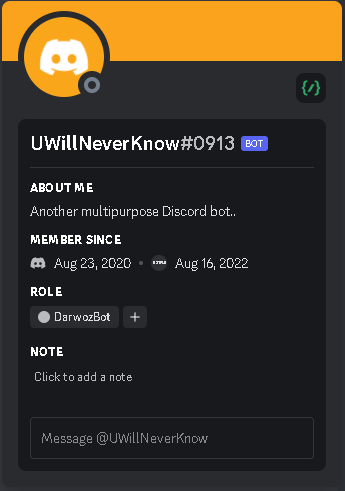 UWillNeverKnow#0913 BOT
ABOUT ME
Another multipurpose Discord bot..
MEMBER SINCE
Aug 23, 2020 • Aug 16, 2022
ROLE
DarwozBot +
NOTE
Click to add a note
Message @UWillNeverKnow